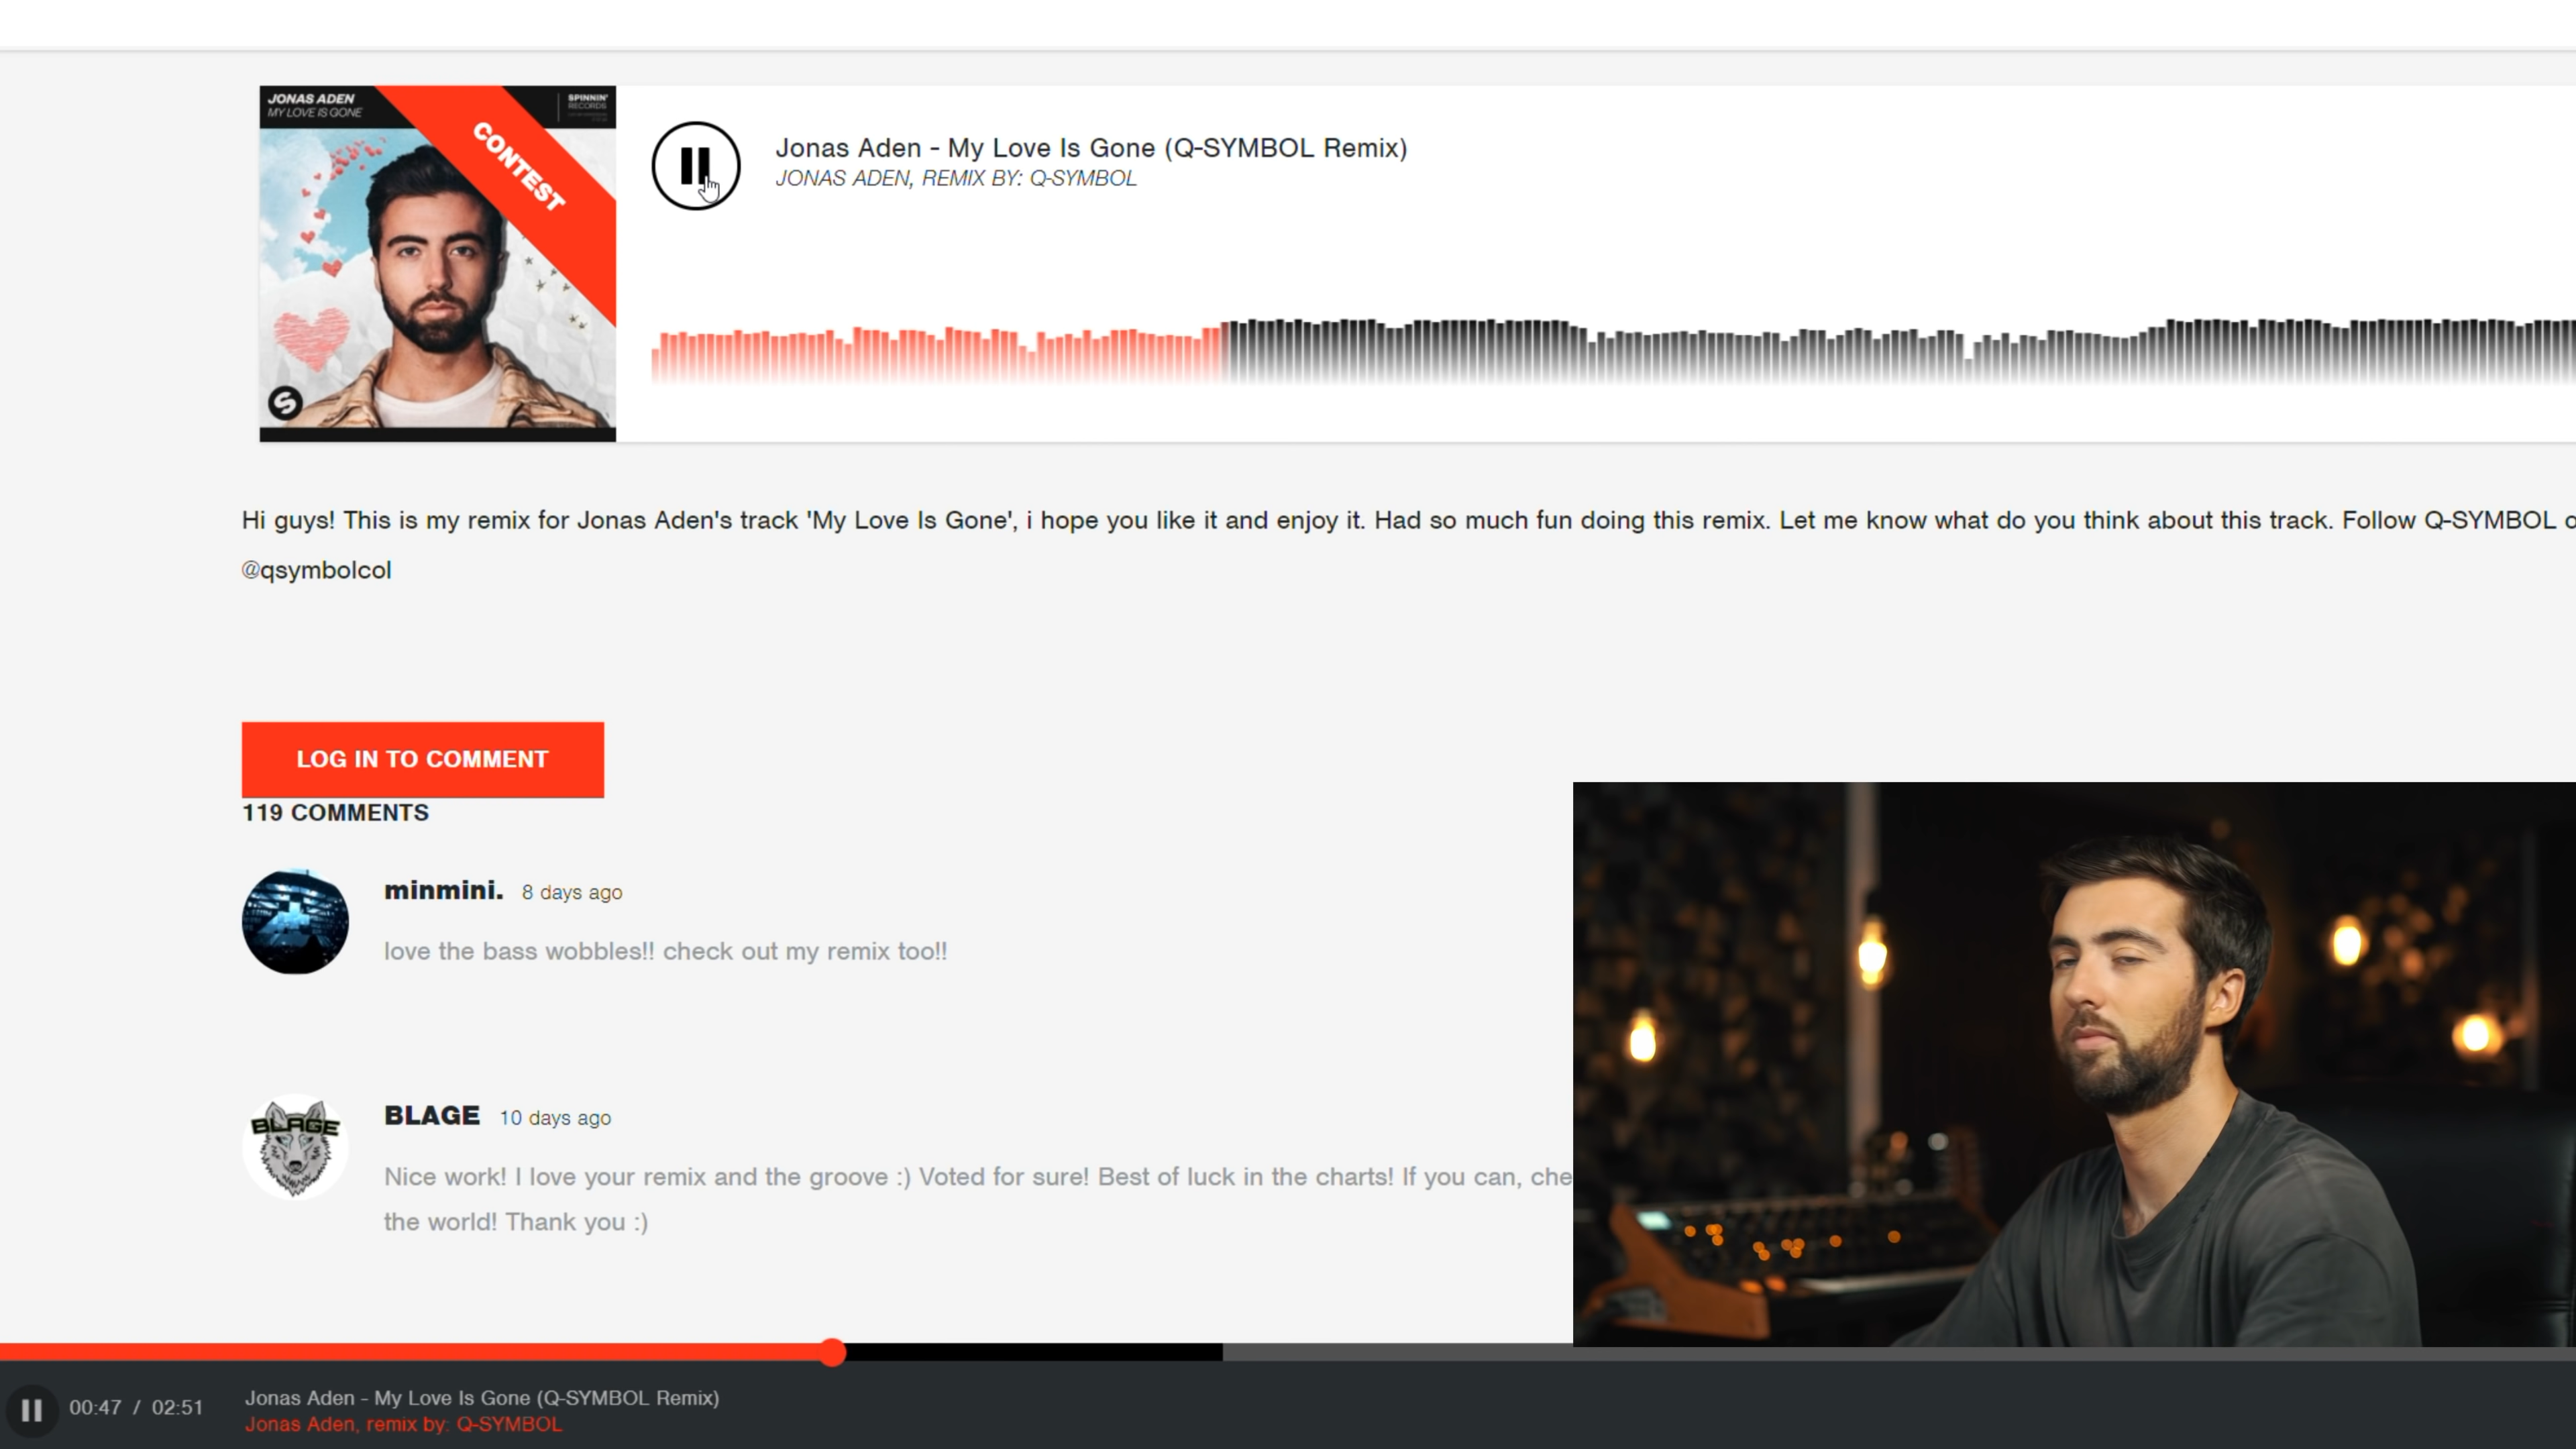 JONAS ADEN
MY LOVE IS GONE
SPINNIN'
RECORDS
CONTEST
Jonas Aden - My Love Is Gone (Q-SYMBOL Remix)
JONAS ADEN, REMIX BY: Q-SYMBOL
Hi guys! This is my remix for Jonas Aden's track 'My Love Is Gone', i hope you like it and enjoy it. Had so much fun doing this remix. Let me know what do you think about this track. Follow Q-SYMBOL
@qsymbolcol
LOG IN TO COMMENT
119 COMMENTS
minmini. 8 days ago
love the bass wobbles!! check out my remix too!!
BLAGE
BLAGE 10 days ago
Nice work! I love your remix and the groove :) Voted for sure! Best of luck in the charts! If you can, che
the world! Thank you :)
00:47 / 02:51
Jonas Aden - My Love Is Gone (Q-SYMBOL Remix)
Jonas Aden, remix by: Q-SYMBOL